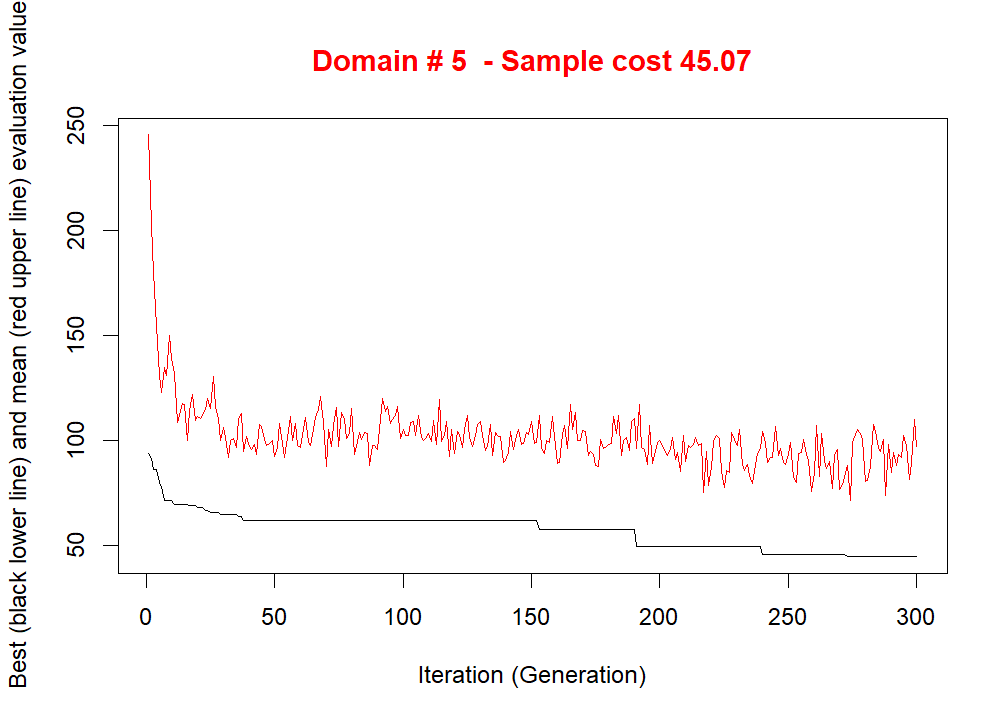 Domain # 5  - Sample cost 45.07
Best (black lower line) and mean (red upper line) evaluation value
250
200
150
100
50
0 50 100 150 200 250 300
Iteration (Generation)